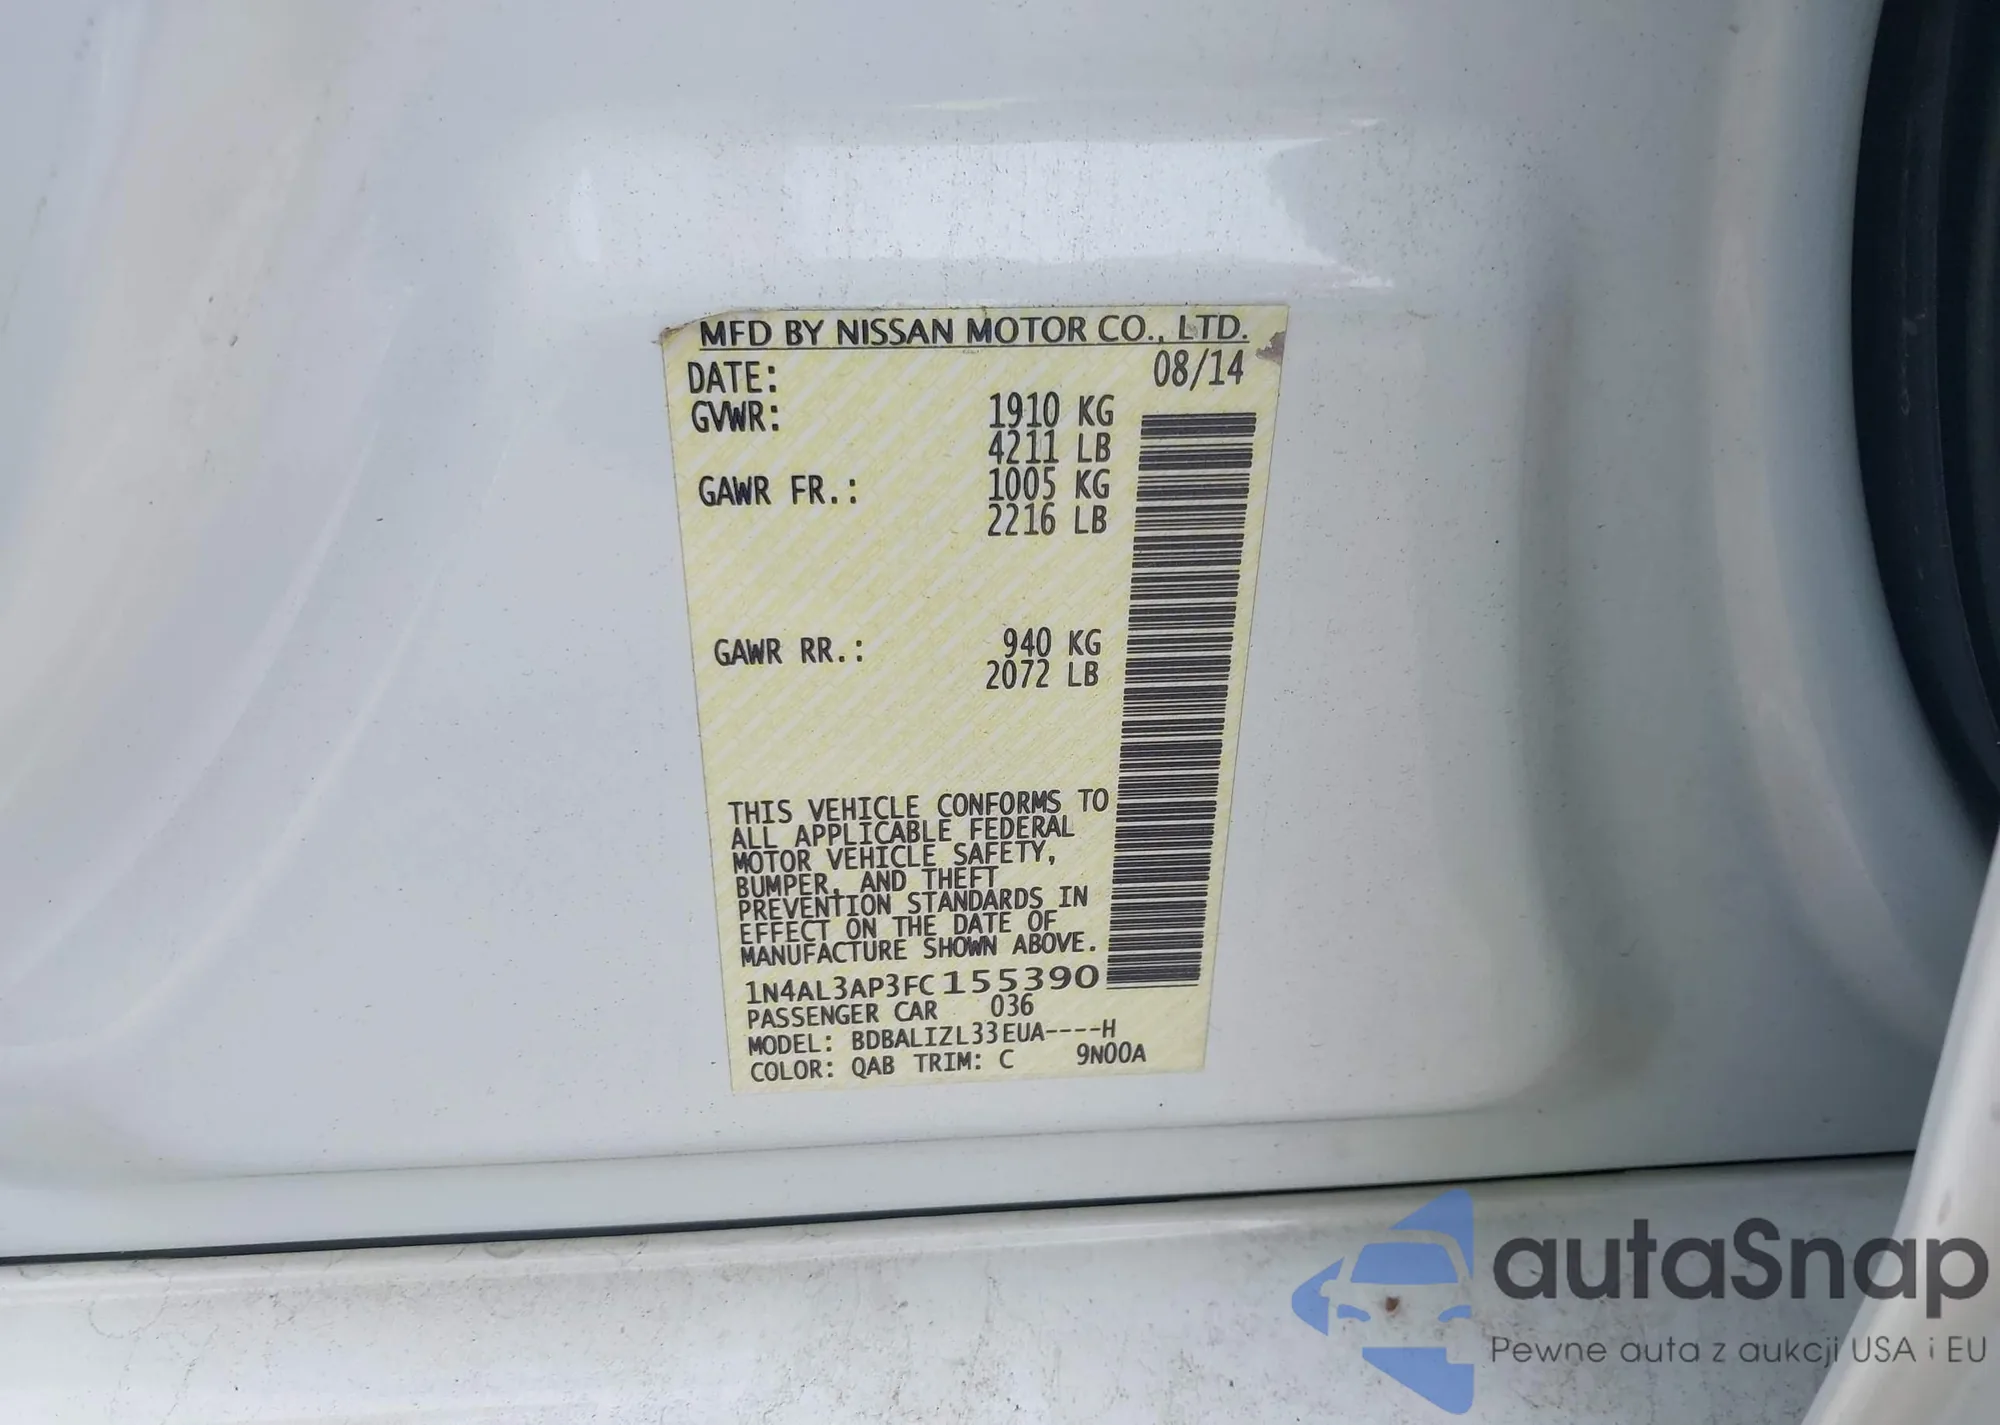 MFD BY NISSAN MOTOR CO., LTD.
DATE: 08/14
GVWR: 1910 KG
4211 LB
GAWR FR.: 1005 KG
2216 LB
GAWR RR.: 940 KG
2072 LB
THIS VEHICLE CONFORMS TO
ALL APPLICABLE FEDERAL
MOTOR VEHICLE SAFETY,
BUMPER, AND THEFT
PREVENTION STANDARDS IN
EFFECT ON THE DATE OF
MANUFACTURE SHOWN ABOVE.
1N4AL3AP3FC155390
PASSENGER CAR 036
MODEL: BDBALIZL33EUA----H
COLOR: QAB TRIM: C 9N00A
autaSnap
Pewne auta z aukcji USA i EU